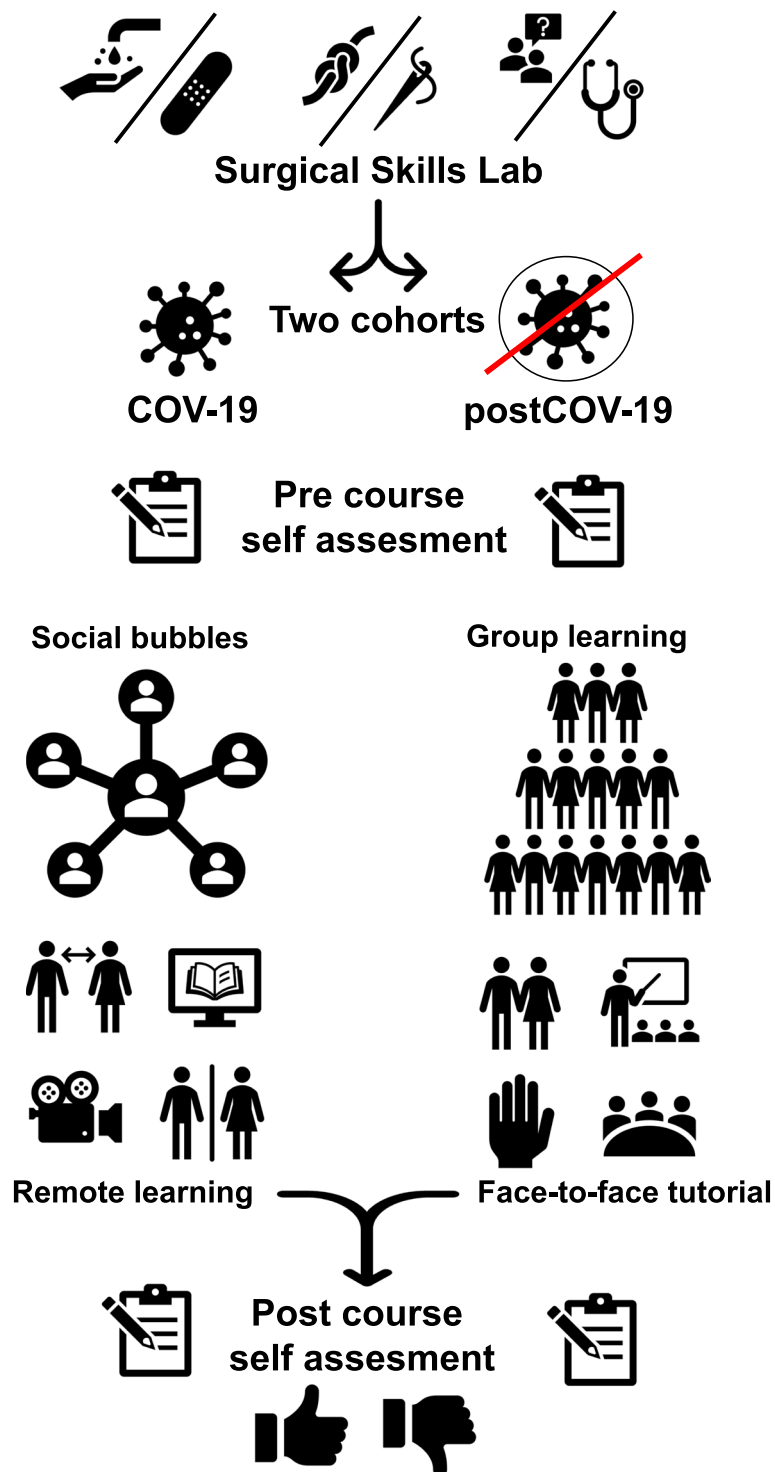 ?
Surgical Skills Lab
Two cohorts
COV-19
postCOV-19
Pre course
self assesment
Social bubbles
Group learning
Remote learning
Face-to-face tutorial
Post course
self assesment